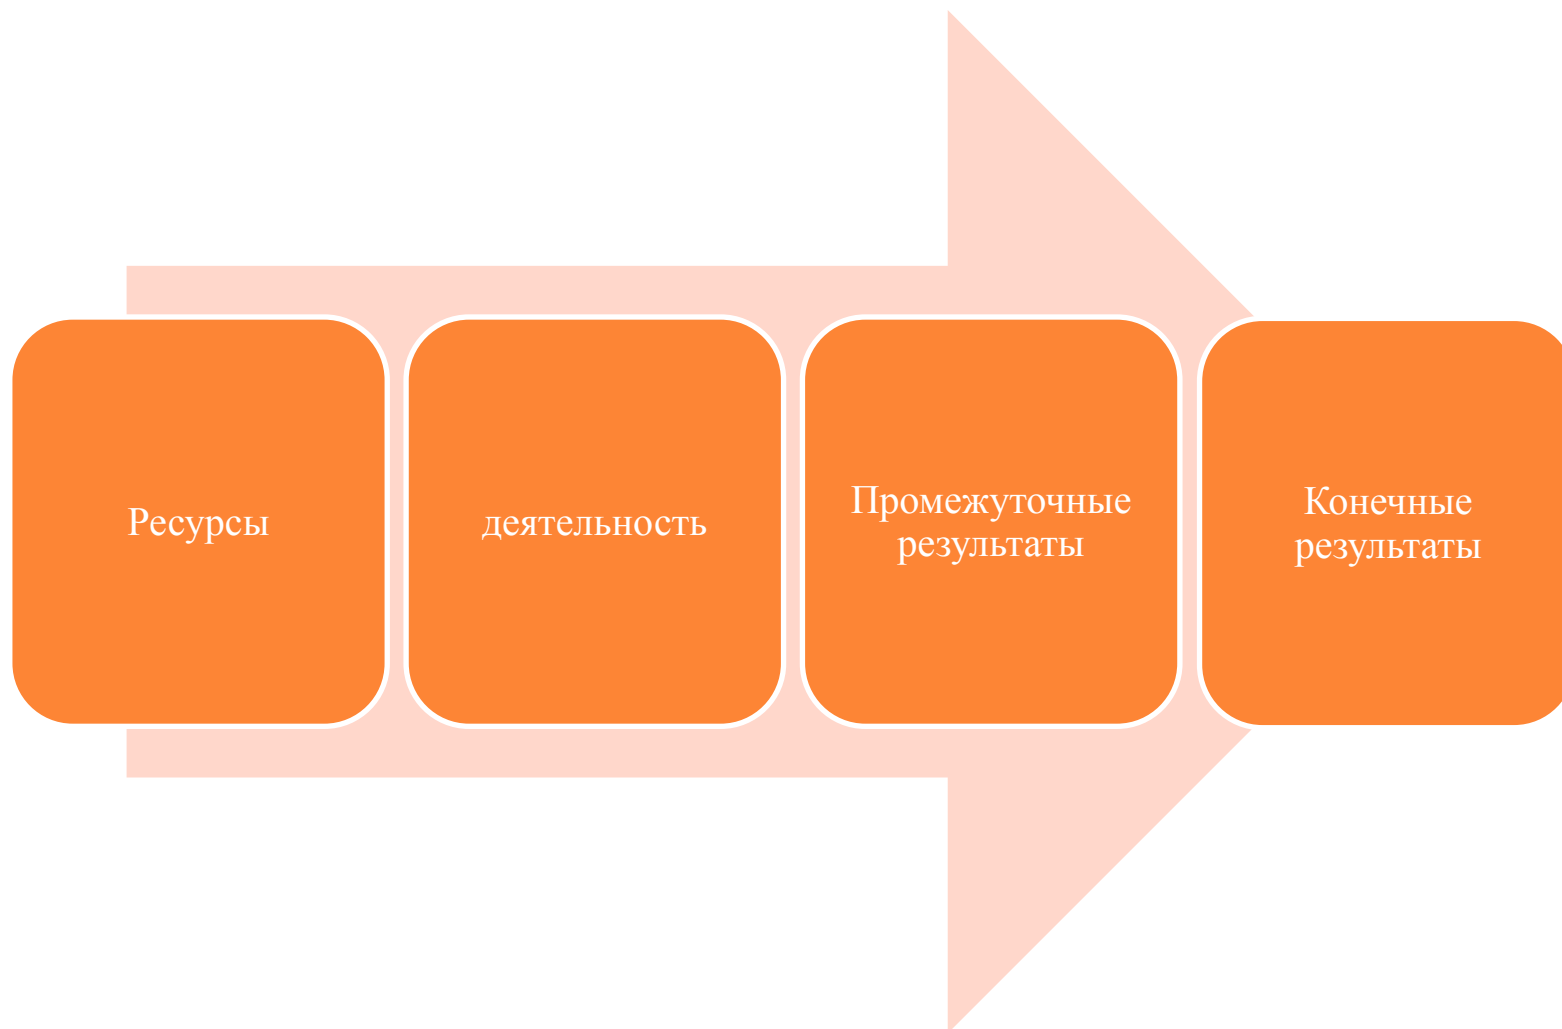 Ресурсы
деятельность
Промежуточные
результаты
Конечные
результаты